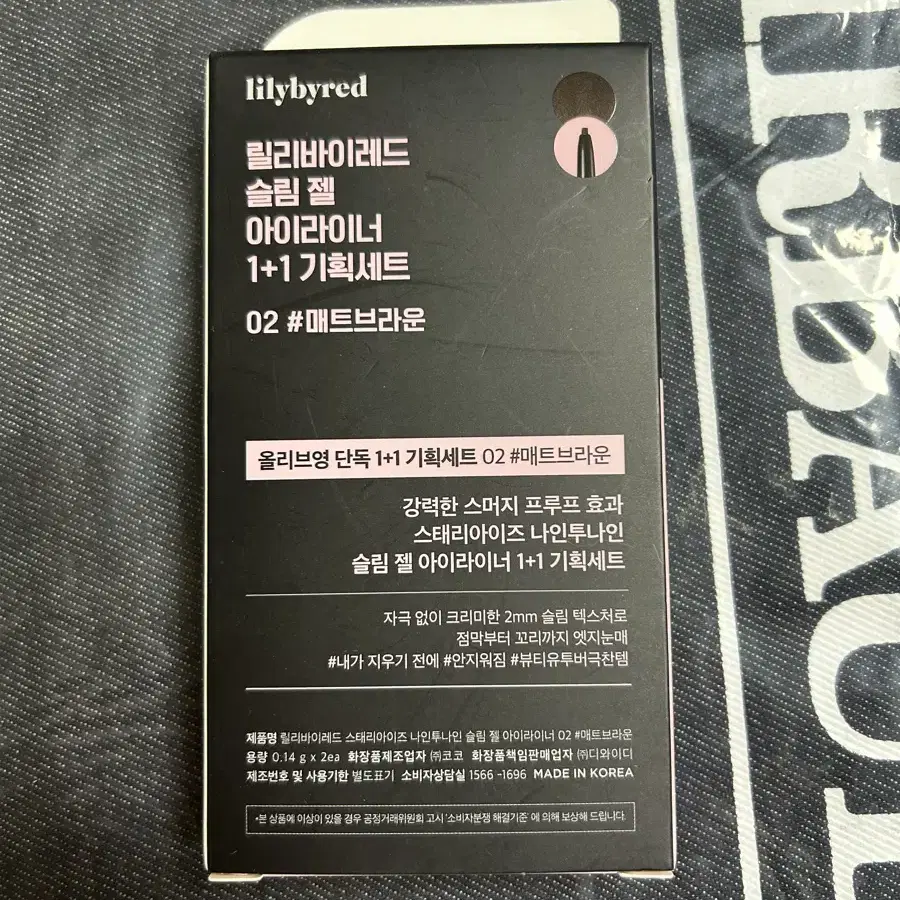 lilybyred
릴리바이레드
슬림 젤
아이라이너
1+1 기획세트
02 #매트브라운
올리브영 단독 1+1 기획세트 02 #매트브라운
강력한 스머지 프루프 효과
스태리아이즈 나인투나인
슬림 젤 아이라이너 1+1 기획세트
자극 없이 크리미한 2mm 슬림 텍스처로
점막부터 꼬리까지 엣지눈매
#내가 지우기 전에 #안지워짐 #뷰티유투버극찬템
제품명 릴리바이레드 스태리아이즈 나인투나인 슬림 젤 아이라이너 02 #매트브라운
용량 0.14 g x 2ea 화장품제조업자 ㈜코코 화장품책임판매업자 ㈜디와이디
제조번호 및 사용기한 별도표기 소비자상담실 1566 -1696 MADE IN KOREA
*본 상품에 이상이 있을 경우 공정거래위원회 고시 '소비자분쟁 해결기준' 에 의해 보상해 드립니다.